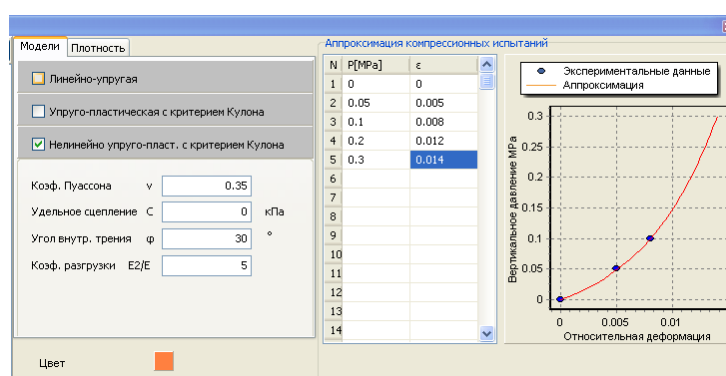 Модели Плотность
Линейно-упругая
Упруго-пластическая с критерием Кулона
Нелинейно упруго-пласт. с критерием Кулона
Коэф. Пуассона ν 0.35
Удельное сцепление C 0 кПа
Угол внутр. трения φ 30 °
Коэф. разгрузки E2/E 5
Цвет
Аппроксимация компрессионных испытаний
N P[MPa] ε
1 0 0
2 0.05 0.005
3 0.1 0.008
4 0.2 0.012
5 0.3 0.014
6
7
8
9
10
11
12
13
14
Экспериментальные данные
Аппроксимация
Вертикальное давление МРа
0.3
0.25
0.2
0.15
0.1
0.05
0
0 0.005 0.01
Относительная деформация